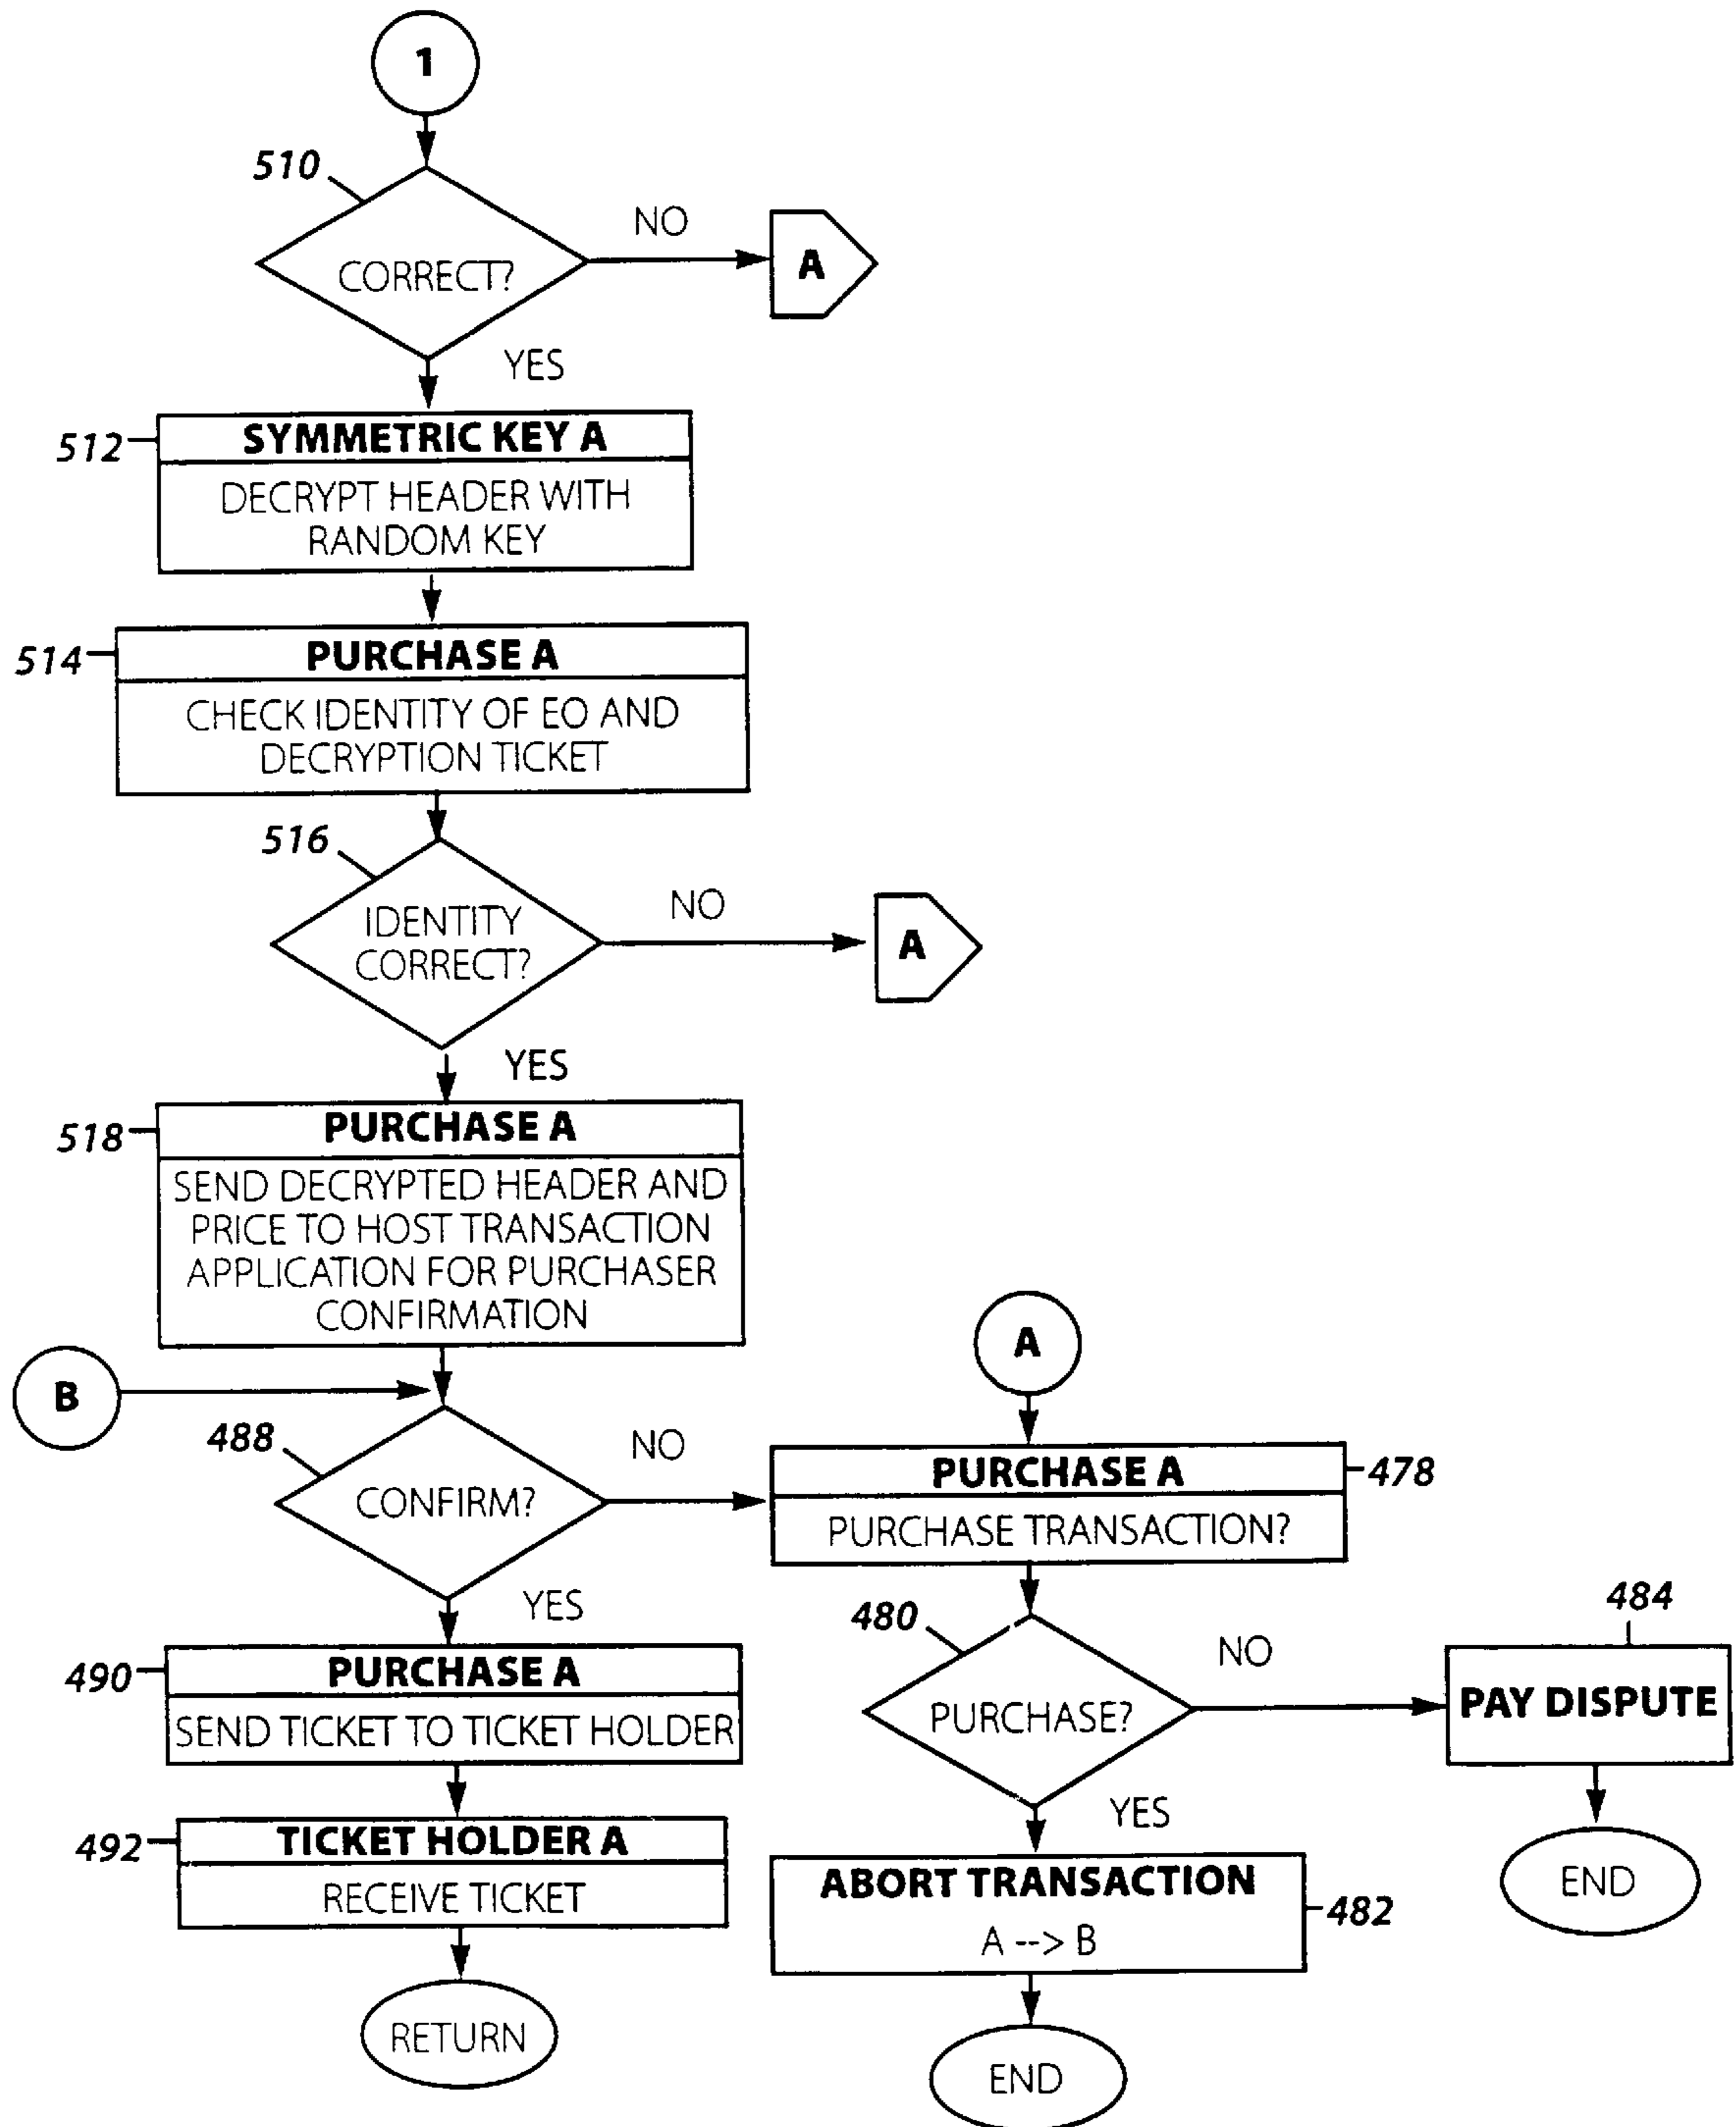 1
510
CORRECT?
NO
A
YES
512
SYMMETRIC KEY A
DECRYPT HEADER WITH
RANDOM KEY
514
PURCHASE A
CHECK IDENTITY OF EO AND
DECRYPTION TICKET
516
IDENTITY
CORRECT?
NO
A
YES
518
PURCHASE A
SEND DECRYPTED HEADER AND
PRICE TO HOST TRANSACTION
APPLICATION FOR PURCHASER
CONFIRMATION
B
488
CONFIRM?
NO
YES
490
PURCHASE A
SEND TICKET TO TICKET HOLDER
492
TICKET HOLDER A
RECEIVE TICKET
RETURN
A
PURCHASE A
478
PURCHASE TRANSACTION?
480
PURCHASE?
NO
484
PAY DISPUTE
END
YES
ABORT TRANSACTION
482
A --> B
END